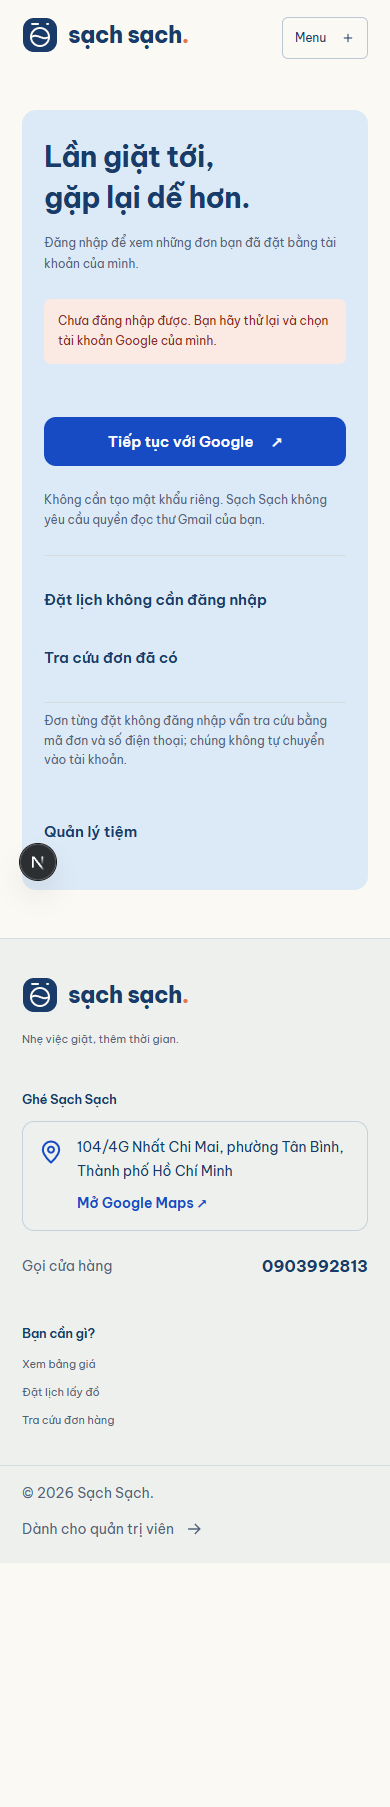 sạch sạch.
Menu +
Lần giặt tới,
gặp lại dễ hơn.
Đăng nhập để xem những đơn bạn đã đặt bằng tài
khoản của mình.
Chưa đăng nhập được. Bạn hãy thử lại và chọn
tài khoản Google của mình.
Tiếp tục với Google ↗
Không cần tạo mật khẩu riêng. Sạch Sạch không
yêu cầu quyền đọc thư Gmail của bạn.
Đặt lịch không cần đăng nhập
Tra cứu đơn đã có
Đơn từng đặt không đăng nhập vẫn tra cứu bằng
mã đơn và số điện thoại; chúng không tự chuyển
vào tài khoản.
Quản lý tiệm
N
sạch sạch.
Nhẹ việc giặt, thêm thời gian.
Ghé Sạch Sạch
104/4G Nhất Chi Mai, phường Tân Bình,
Thành phố Hồ Chí Minh
Mở Google Maps ↗
Gọi cửa hàng 0903992813
Bạn cần gì?
Xem bảng giá
Đặt lịch lấy đồ
Tra cứu đơn hàng
© 2026 Sạch Sạch.
Dành cho quản trị viên →